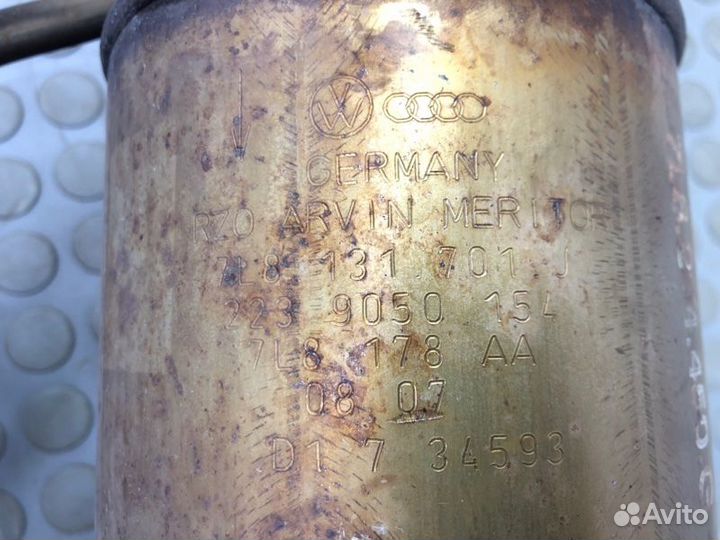 GERMANY
RZO ARVIN MERITOR
7L8 131 701 J
223 9050 154
7L8 178 AA
08 07
D1 7 34593
Avito